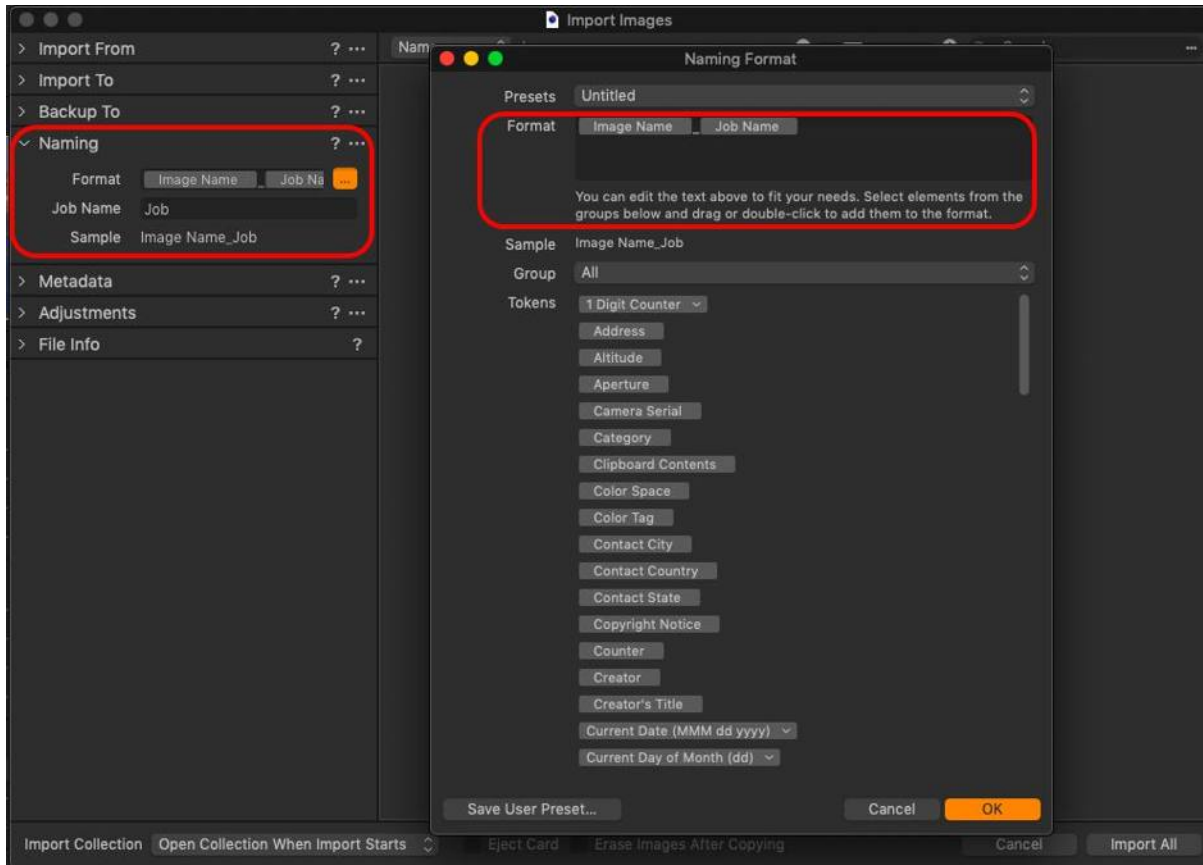 Import Images
Import From ? ...
Nam
Import To ? ...
Backup To ? ...
Naming ? ...
Format Image Name _ Job Na ...
Job Name Job
Sample Image Name_Job
Metadata ? ...
Adjustments ? ...
File Info ?
Naming Format
Presets Untitled
Format Image Name _ Job Name
You can edit the text above to fit your needs. Select elements from the
groups below and drag or double-click to add them to the format.
Sample Image Name_Job
Group All
Tokens 1 Digit Counter
Address
Altitude
Aperture
Camera Serial
Category
Clipboard Contents
Color Space
Color Tag
Contact City
Contact Country
Contact State
Copyright Notice
Counter
Creator
Creator's Title
Current Date (MMM dd yyyy)
Current Day of Month (dd)
Save User Preset... Cancel OK
Import Collection Open Collection When Import Starts Eject Card Erase Images After Copying Cancel Import All